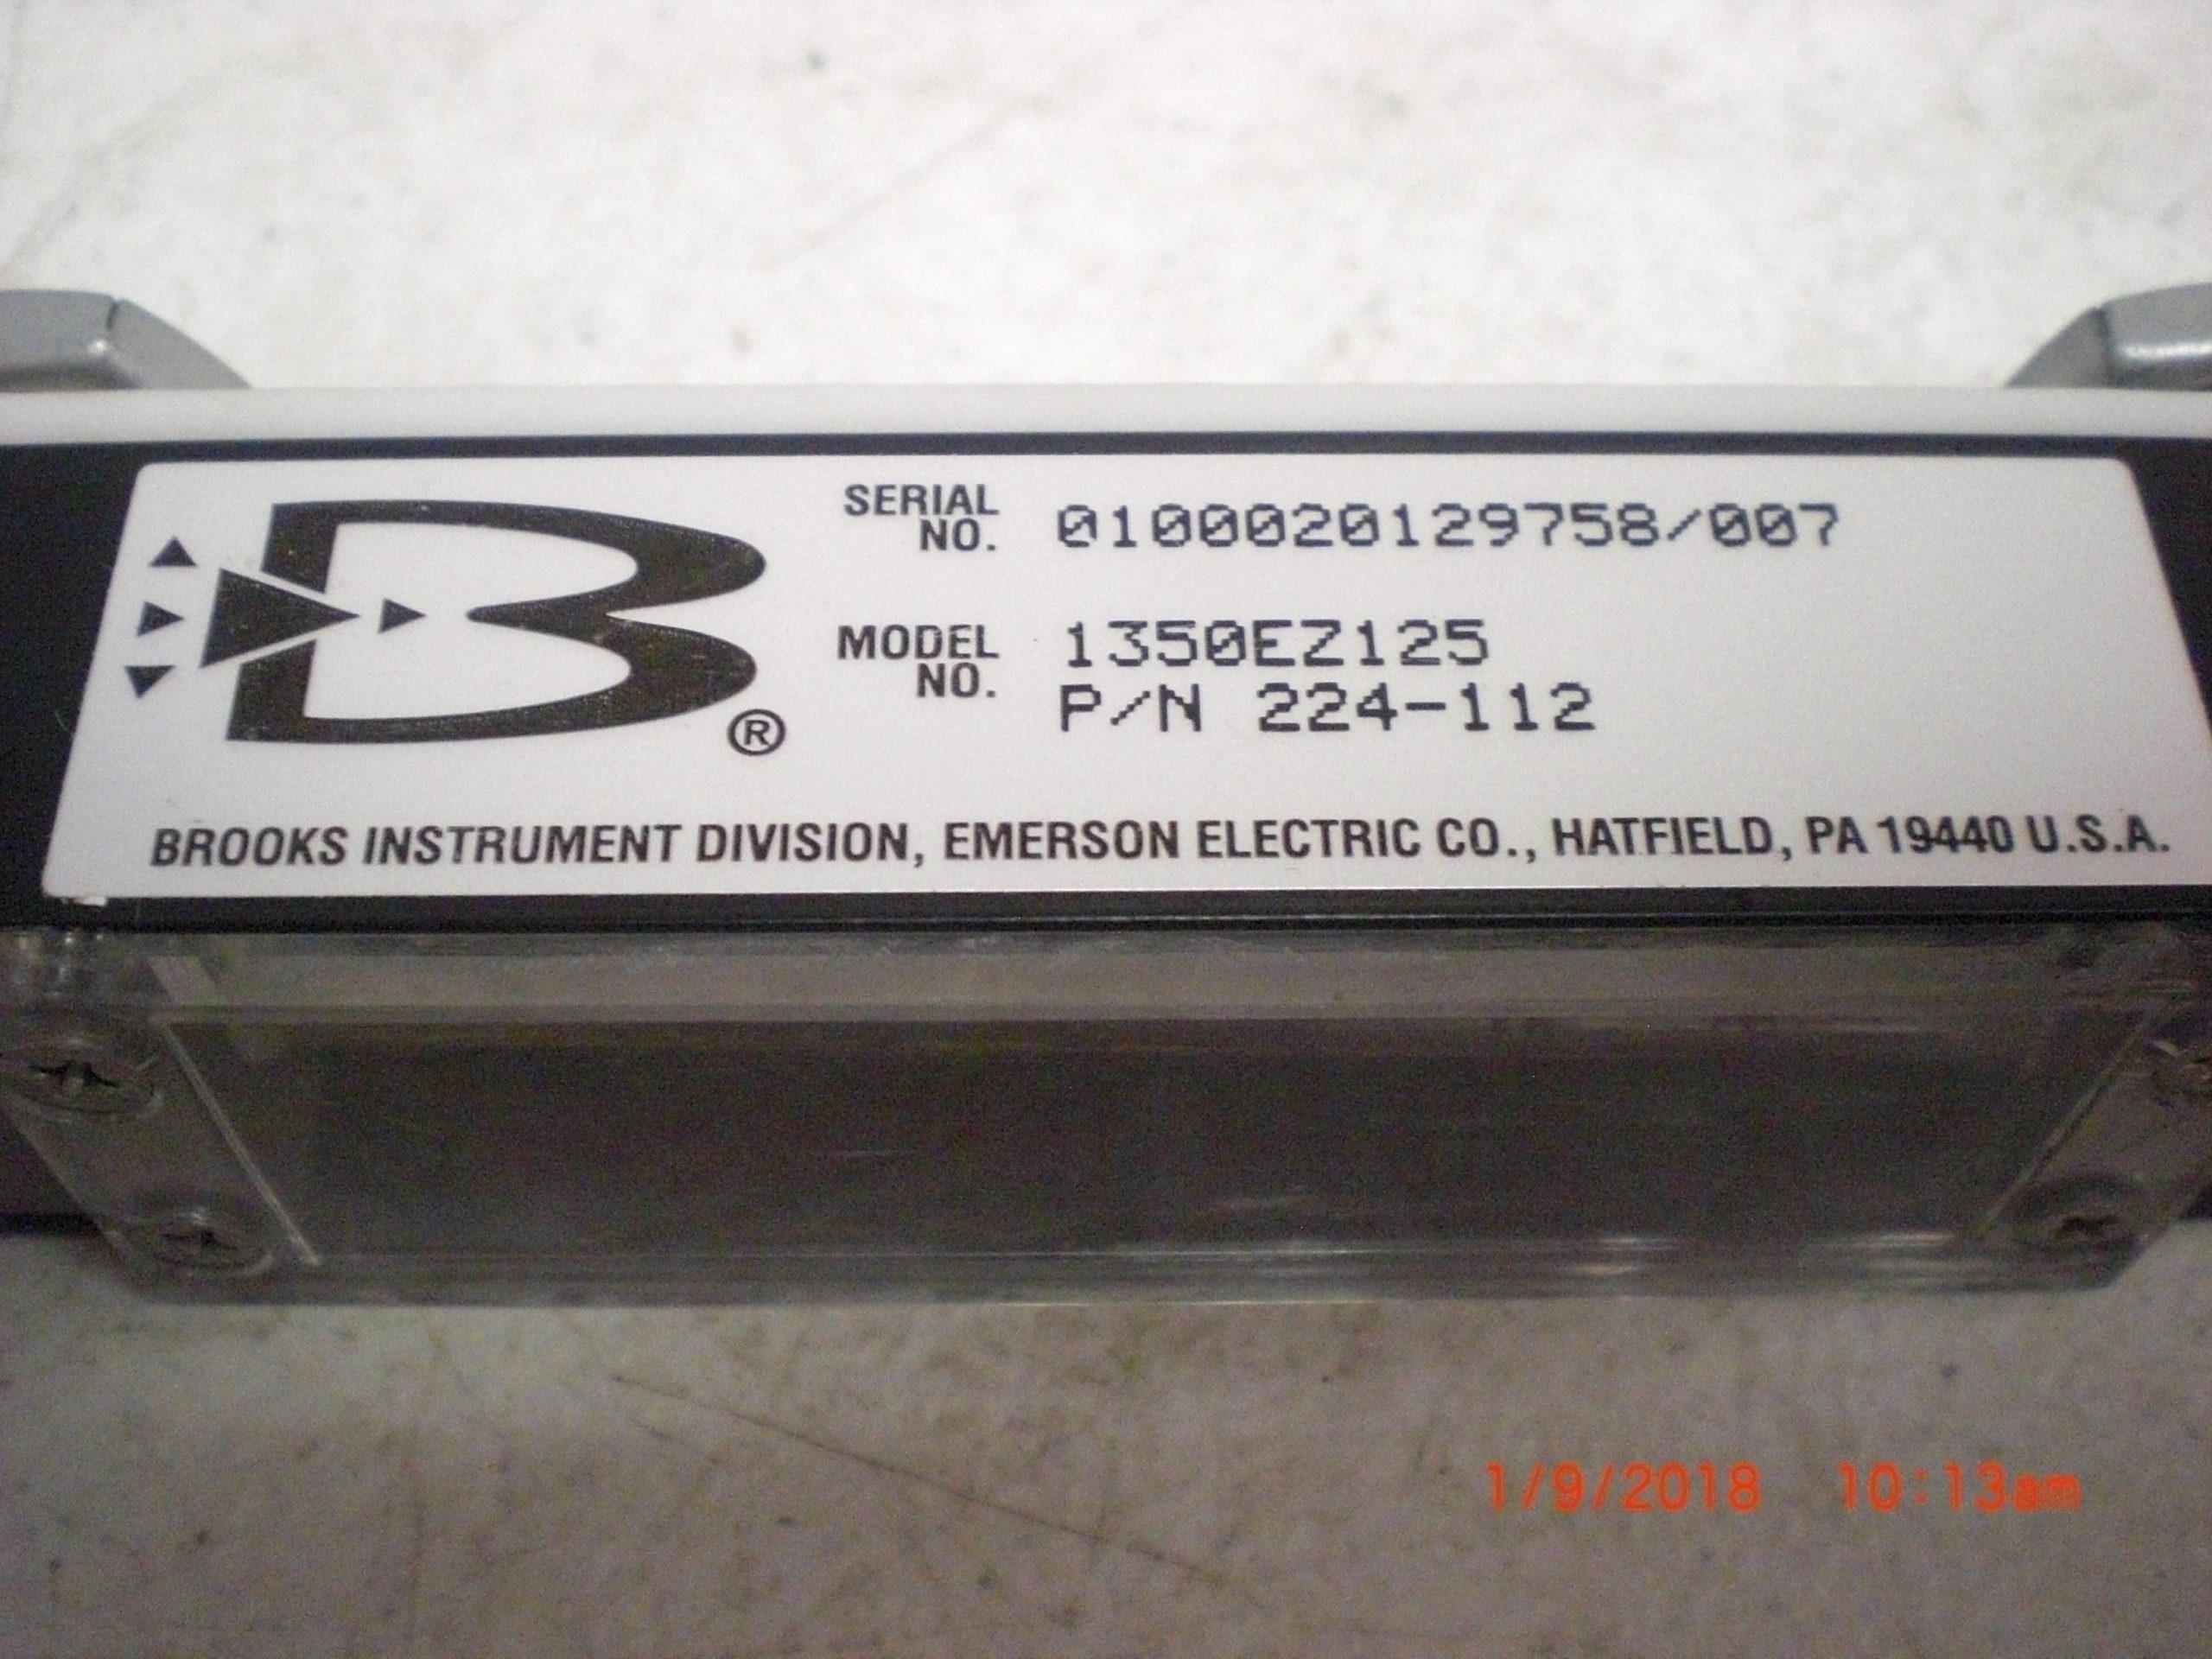 SERIAL NO. 0100020129758/007
MODEL NO. 1350EZ125
P/N 224-112
B ®
BROOKS INSTRUMENT DIVISION, EMERSON ELECTRIC CO., HATFIELD, PA 19440 U.S.A.
1/9/2018 10:13am